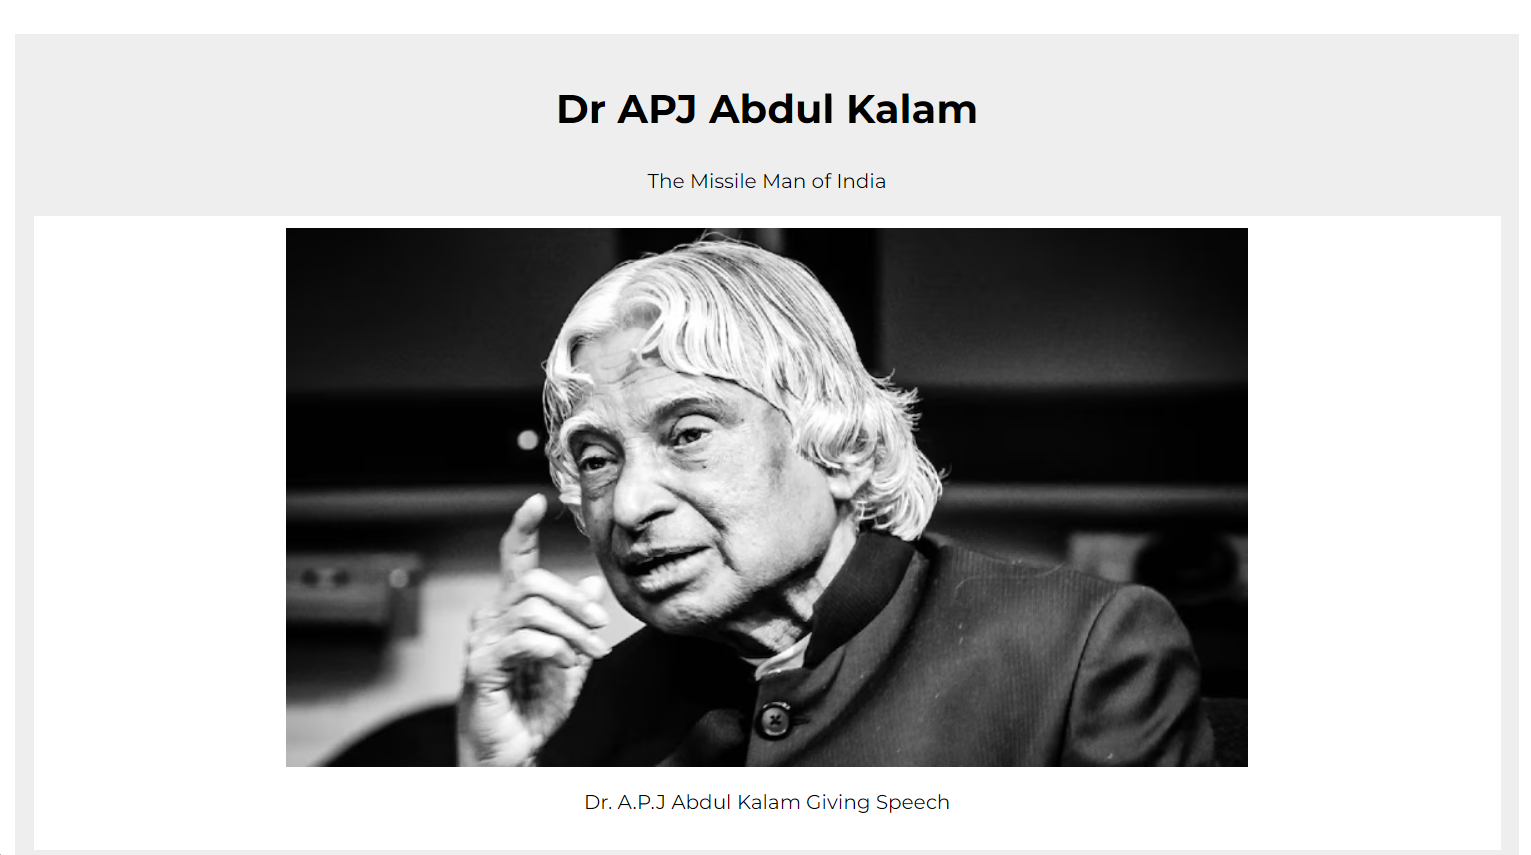 Dr APJ Abdul Kalam
The Missile Man of India
Dr. A.P.J Abdul Kalam Giving Speech